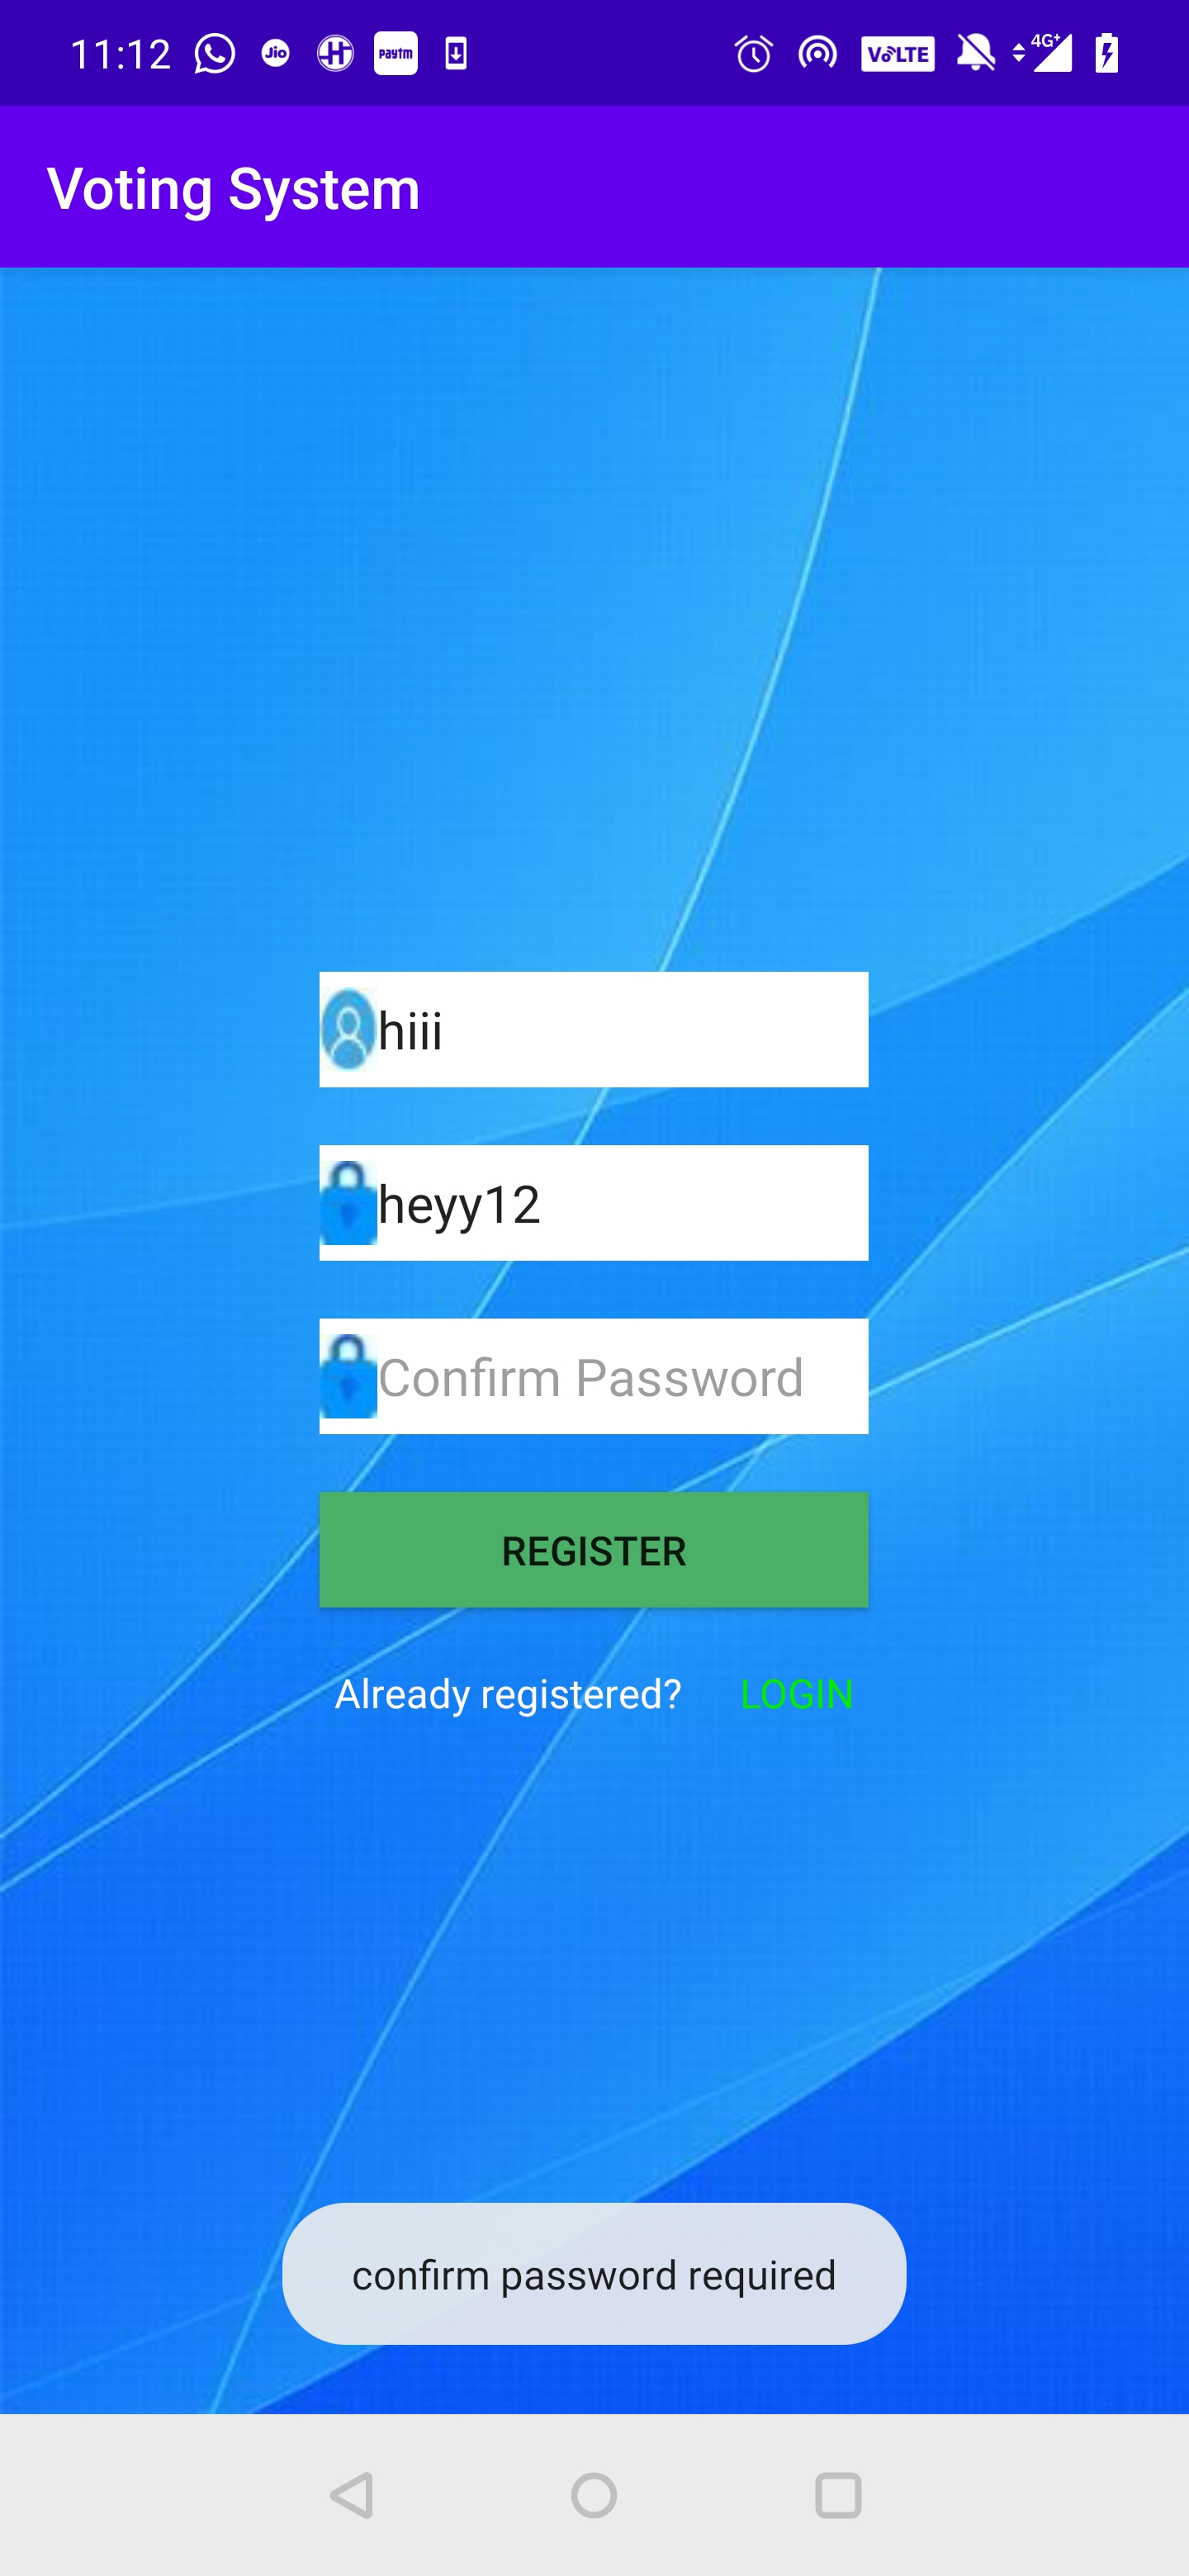 11:12 Jio H paytm VoLTE 4G+
Voting System
hiii
heyy12
Confirm Password
REGISTER
Already registered? LOGIN
confirm password required